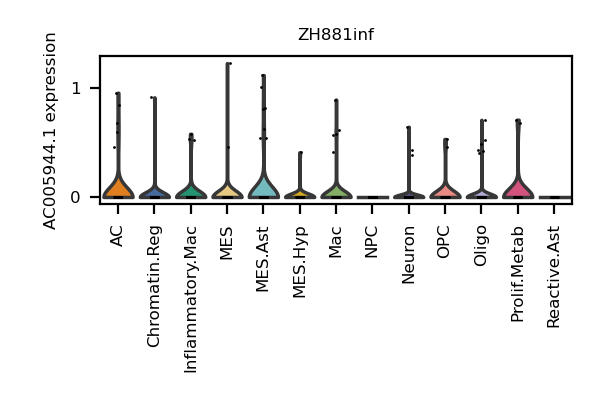 ZH881inf
AC005944.1 expression
1
0
AC
Chromatin.Reg
Inflammatory.Mac
MES
MES.Ast
MES.Hyp
Mac
NPC
Neuron
OPC
Oligo
Prolif.Metab
Reactive.Ast